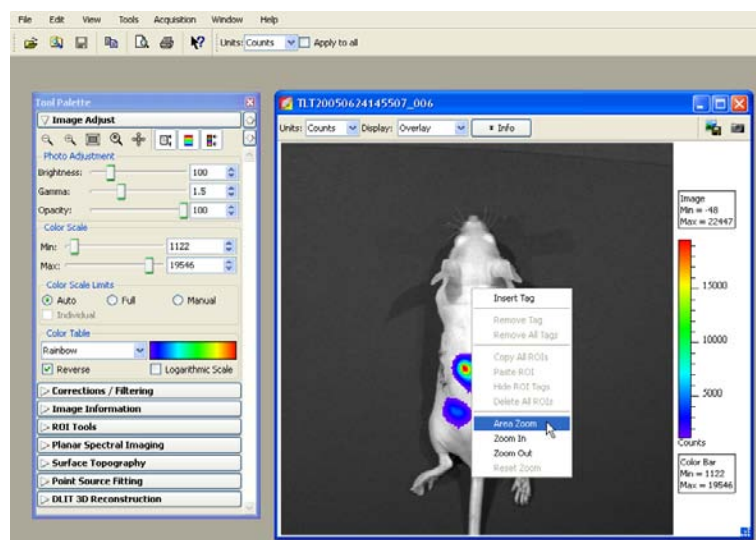 File Edit View Tools Acquisition Window Help
Units: Counts Apply to all
Tool Palette
Image Adjust
Photo Adjustment
Brightness: 100
Gamma: 1.5
Opacity: 100
Color Scale
Min: 1122
Max: 19546
Color Scale Limits
Auto Full Manual
Individual
Color Table
Rainbow
Reverse Logarithmic Scale
Corrections / Filtering
Image Information
ROI Tools
Planar Spectral Imaging
Surface Topography
Point Source Fitting
DLIT 3D Reconstruction
TLT20050624145507_006
Units: Counts Display: Overlay Info
Insert Tag
Remove Tag
Remove All Tags
Copy All ROIs
Paste ROI
Hide ROI Tags
Delete All ROIs
Area Zoom
Zoom In
Zoom Out
Reset Zoom
Image
Min = -48
Max = 22447
15000
10000
5000
Counts
Color Bar
Min = 1122
Max = 19546